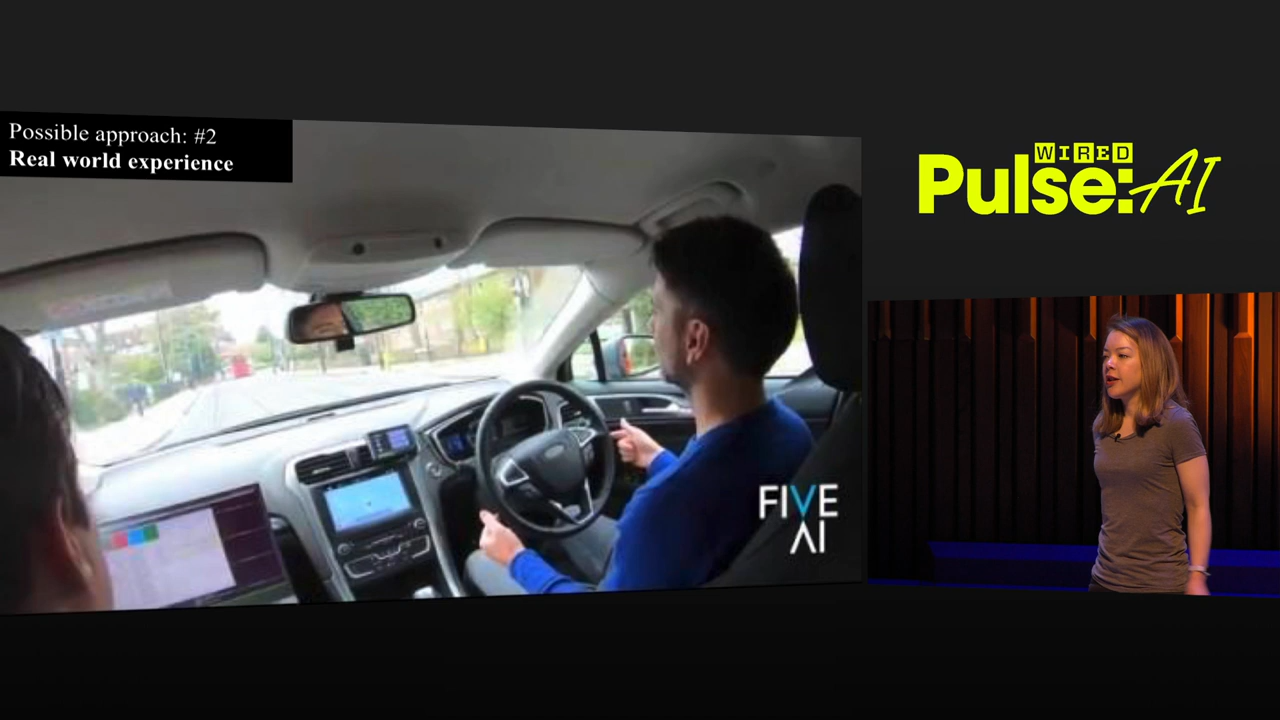 Possible approach: #2
Real world experience
FIVE
AI
WIRED
Pulse:AI